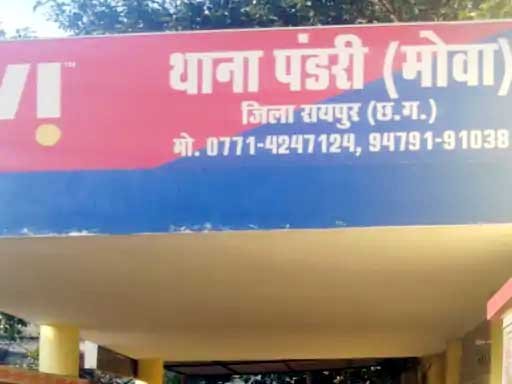 थाना पंडरी (मोवा)
जिला रायपुर (छ.ग.)
मो. 0771-4247124, 94791-91038